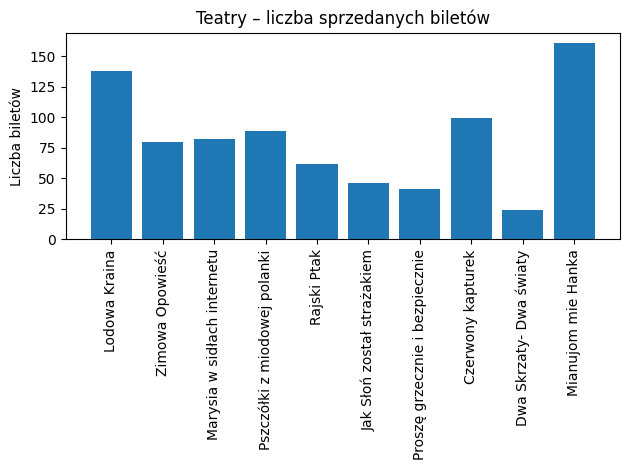 Teatry – liczba sprzedanych biletów
Liczba biletów
150
125
100
75
50
25
0
Lodowa Kraina
Zimowa Opowieść
Marysia w sidłach internetu
Pszczółki z miodowej polanki
Rajski Ptak
Jak Słoń został strażakiem
Proszę grzecznie i bezpiecznie
Czerwony kapturek
Dwa Skrzaty- Dwa światy
Mianujom mie Hanka